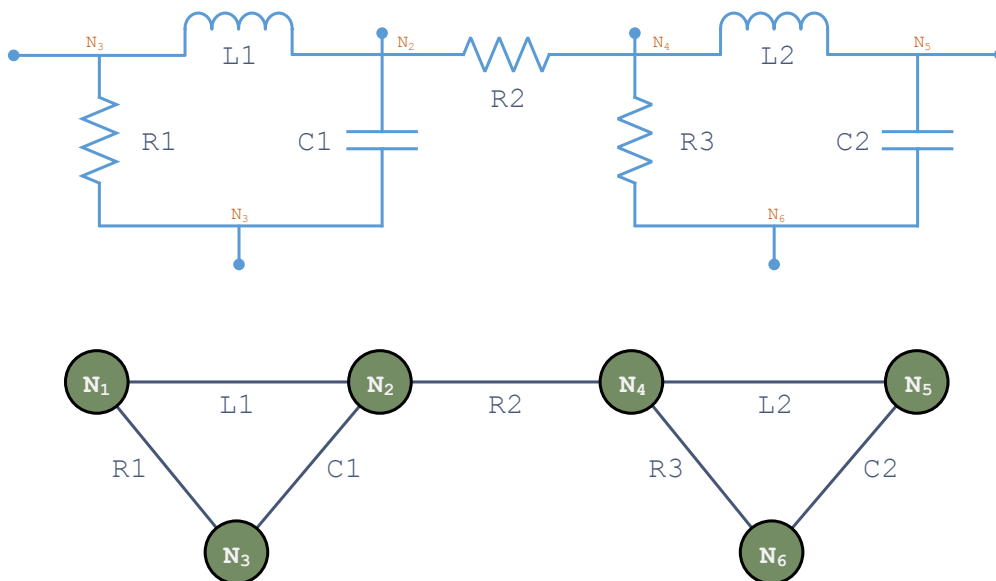 N₃ N₂ N₄ N₅
L1 L2
R2
R1 C1 R3 C2
N₃ N₆
N₁ N₂ N₄ N₅
L1 R2 L2
R1 C1 R3 C2
N₃ N₆